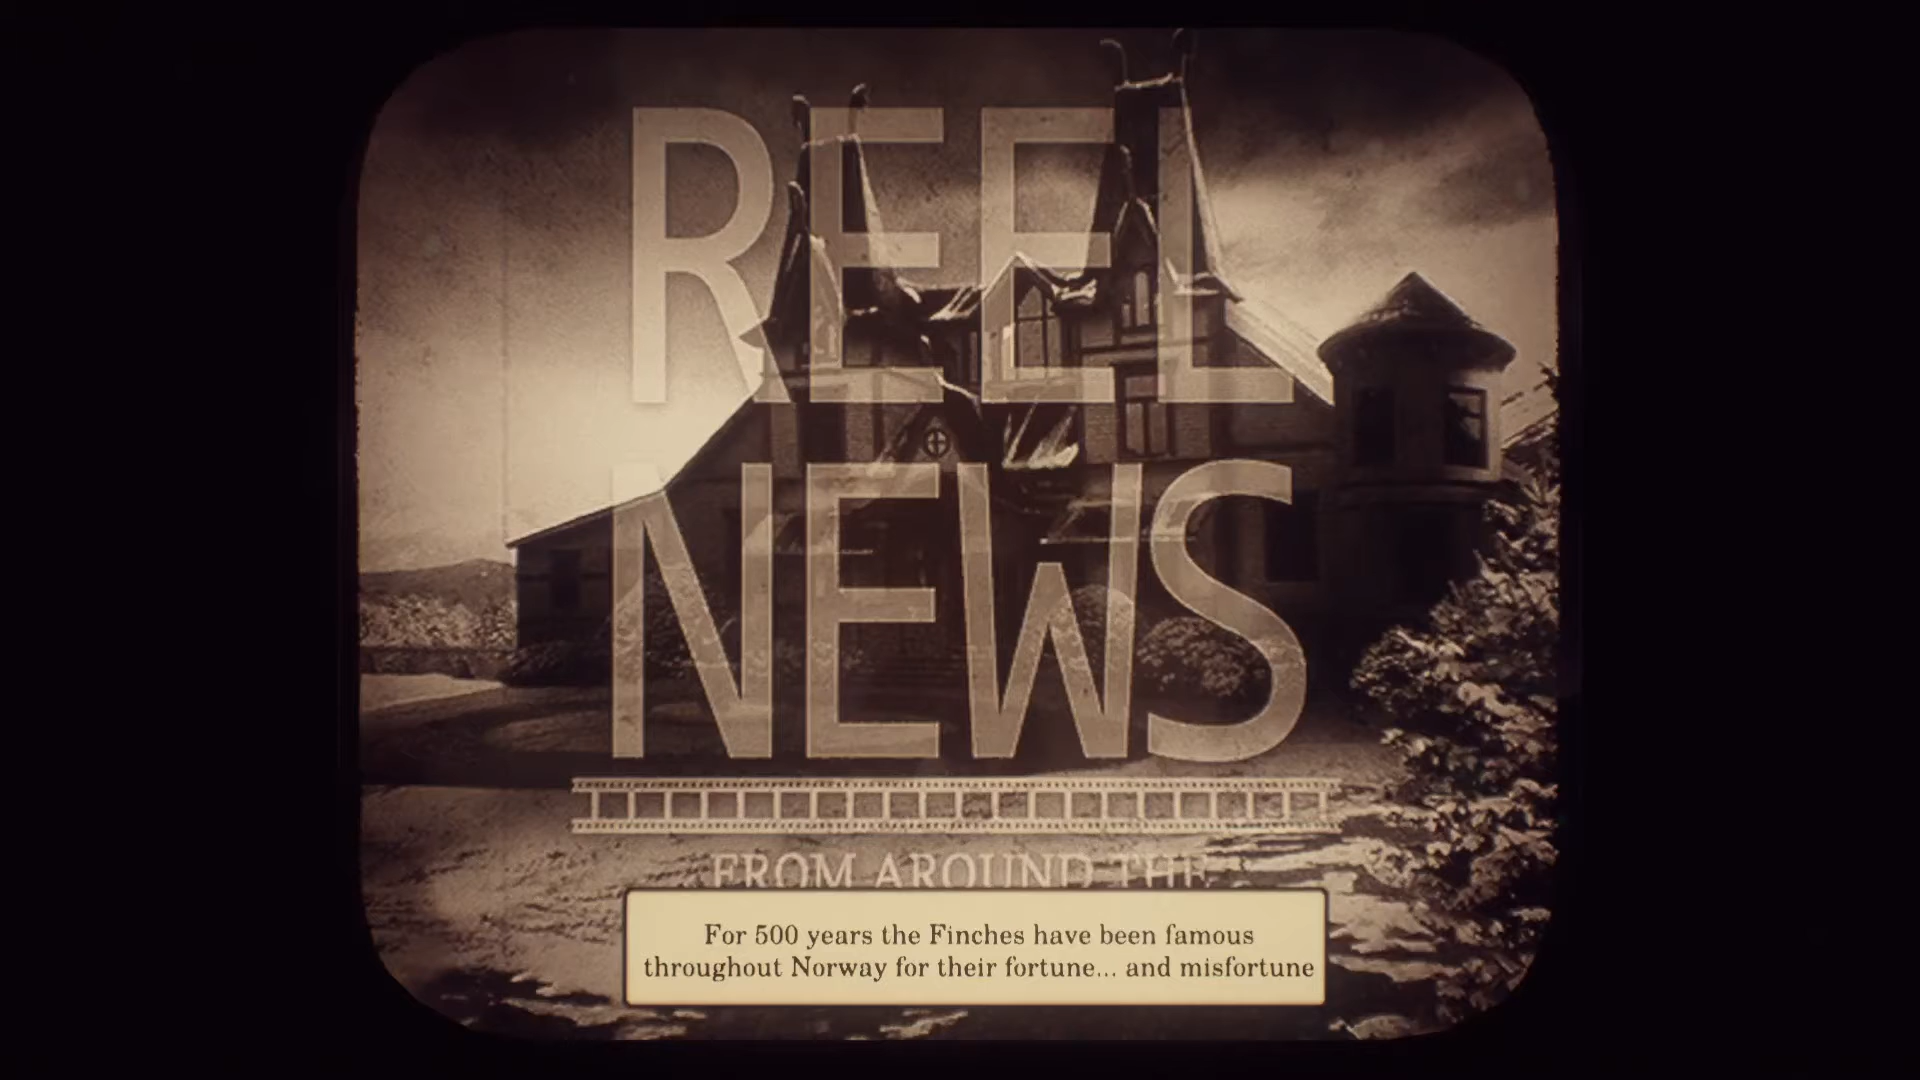 REEL
NEWS
FROM AROUND THE
For 500 years the Finches have been famous
throughout Norway for their fortune... and misfortune